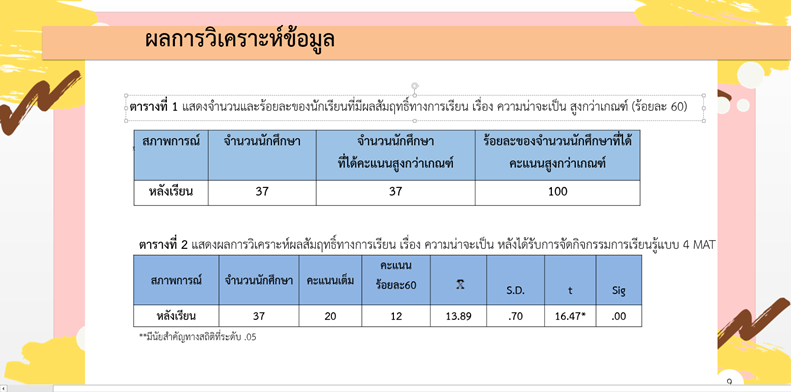 ผลการวิเคราะห์ข้อมูล
ตารางที่ 1 แสดงจำนวนและร้อยละของนักเรียนที่มีผลสัมฤทธิ์ทางการเรียน เรื่อง ความน่าจะเป็น สูงกว่าเกณฑ์ (ร้อยละ 60)
สภาพการณ์ จำนวนนักศึกษา จำนวนนักศึกษา ร้อยละของจำนวนนักศึกษาที่ได้
ที่ได้คะแนนสูงกว่าเกณฑ์ คะแนนสูงกว่าเกณฑ์
หลังเรียน 37 37 100
ตารางที่ 2 แสดงผลการวิเคราะห์ผลสัมฤทธิ์ทางการเรียน เรื่อง ความน่าจะเป็น หลังได้รับการจัดกิจกรรมการเรียนรู้แบบ 4 MAT
คะแนน
สภาพการณ์ จำนวนนักศึกษา คะแนนเต็ม ร้อยละ60 X̄ S.D. t Sig
หลังเรียน 37 20 12 13.89 .70 16.47* .00
**มีนัยสำคัญทางสถิติที่ระดับ .05
9